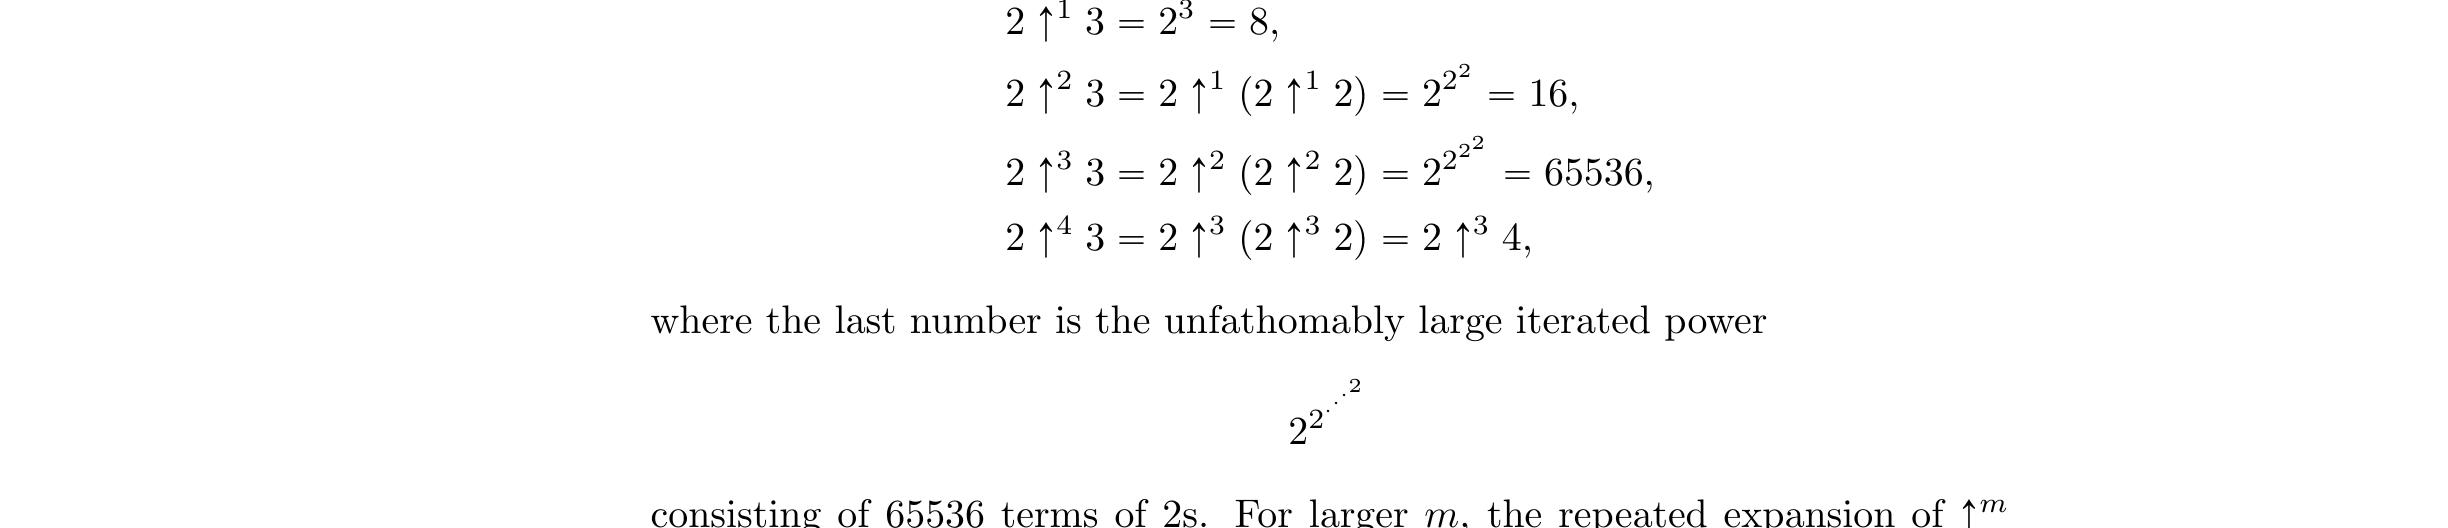 2 ↑¹ 3 = 2³ = 8,
2 ↑² 3 = 2 ↑¹ (2 ↑¹ 2) = 2^{2^{2}} = 16,
2 ↑³ 3 = 2 ↑² (2 ↑² 2) = 2^{2^{2^{2}}} = 65536,
2 ↑⁴ 3 = 2 ↑³ (2 ↑³ 2) = 2 ↑³ 4,
where the last number is the unfathomably large iterated power
2^{2^{⋰^{2}}}
consisting of 65536 terms of 2s. For larger m, the repeated expansion of ↑ᵐ